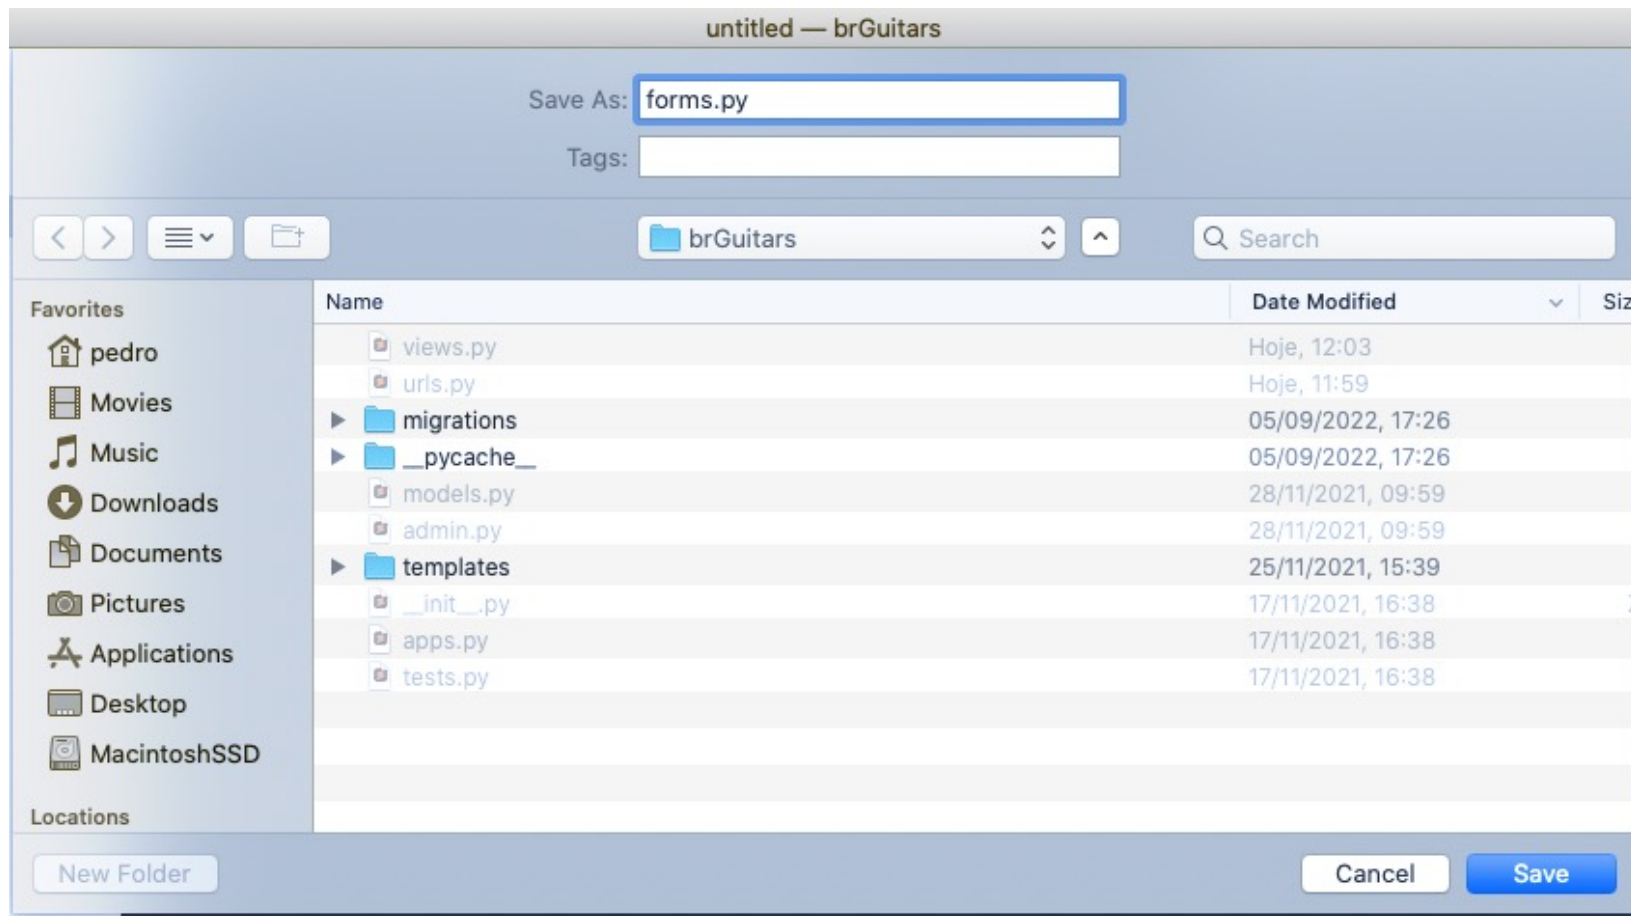 untitled — brGuitars
Save As: forms.py
Tags:
brGuitars
Search
Favorites
pedro
Movies
Music
Downloads
Documents
Pictures
Applications
Desktop
MacintoshSSD
Locations
Name Date Modified
views.py Hoje, 12:03
urls.py Hoje, 11:59
migrations 05/09/2022, 17:26
__pycache__ 05/09/2022, 17:26
models.py 28/11/2021, 09:59
admin.py 28/11/2021, 09:59
templates 25/11/2021, 15:39
__init__.py 17/11/2021, 16:38
apps.py 17/11/2021, 16:38
tests.py 17/11/2021, 16:38
New Folder Cancel Save